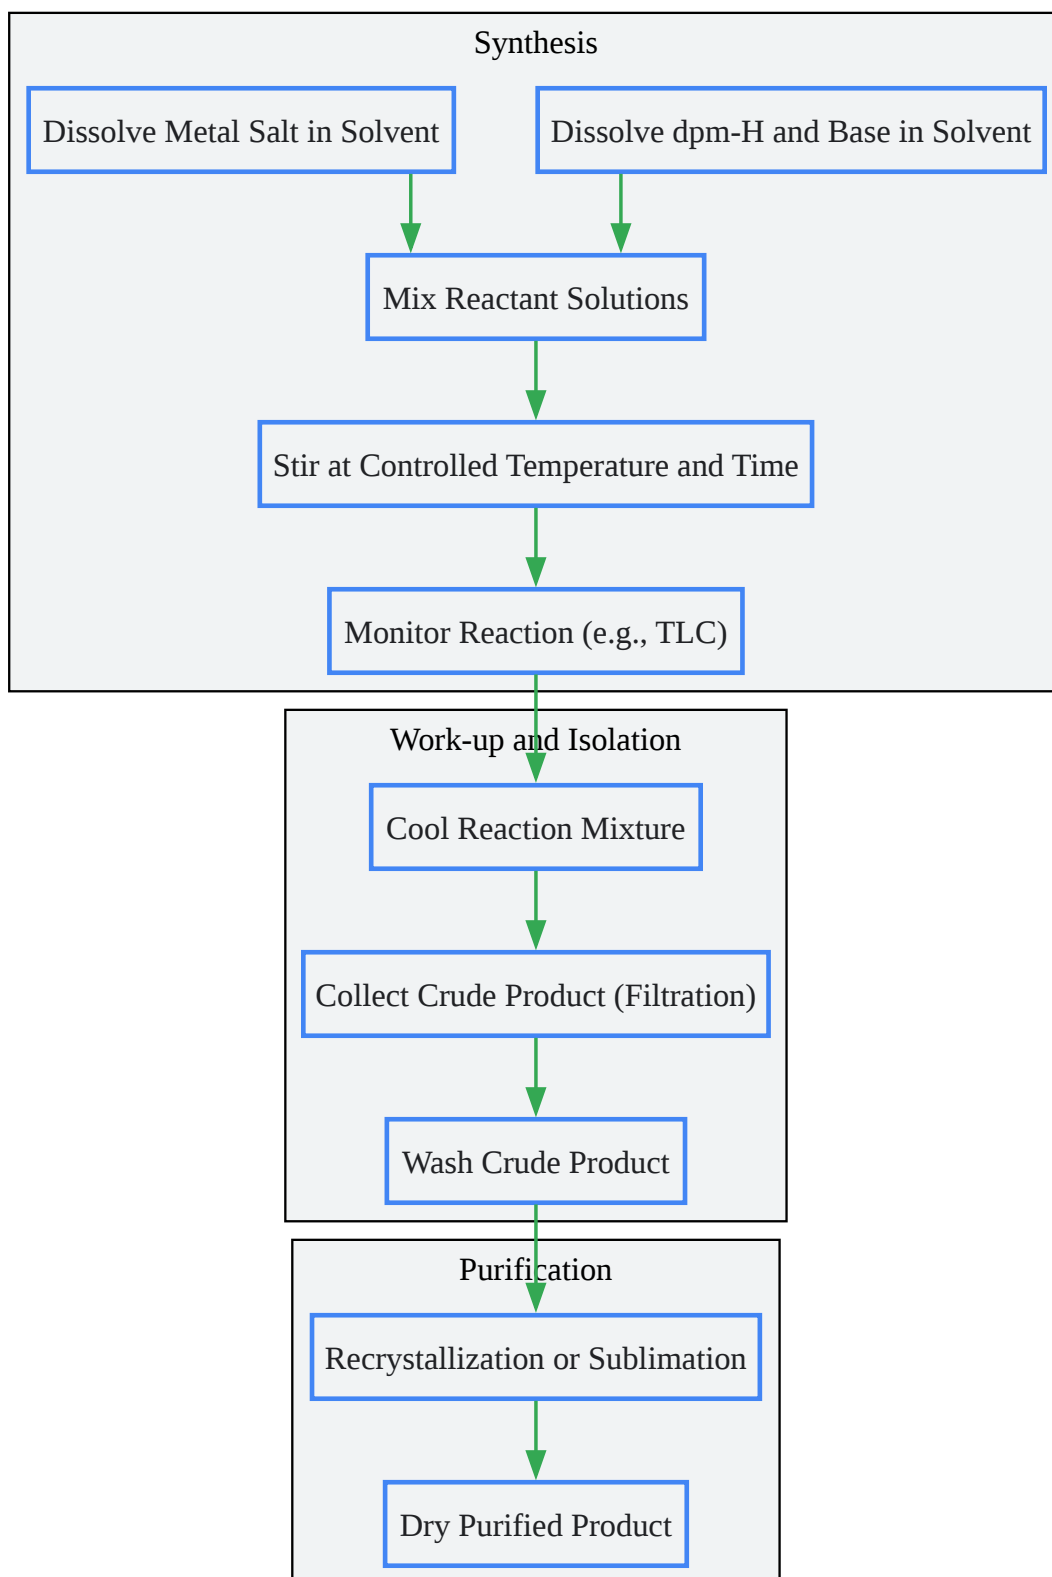 Synthesis
Dissolve Metal Salt in Solvent
Dissolve dpm-H and Base in Solvent
Mix Reactant Solutions
Stir at Controlled Temperature and Time
Monitor Reaction (e.g., TLC)
Work-up and Isolation
Cool Reaction Mixture
Collect Crude Product (Filtration)
Wash Crude Product
Purification
Recrystallization or Sublimation
Dry Purified Product